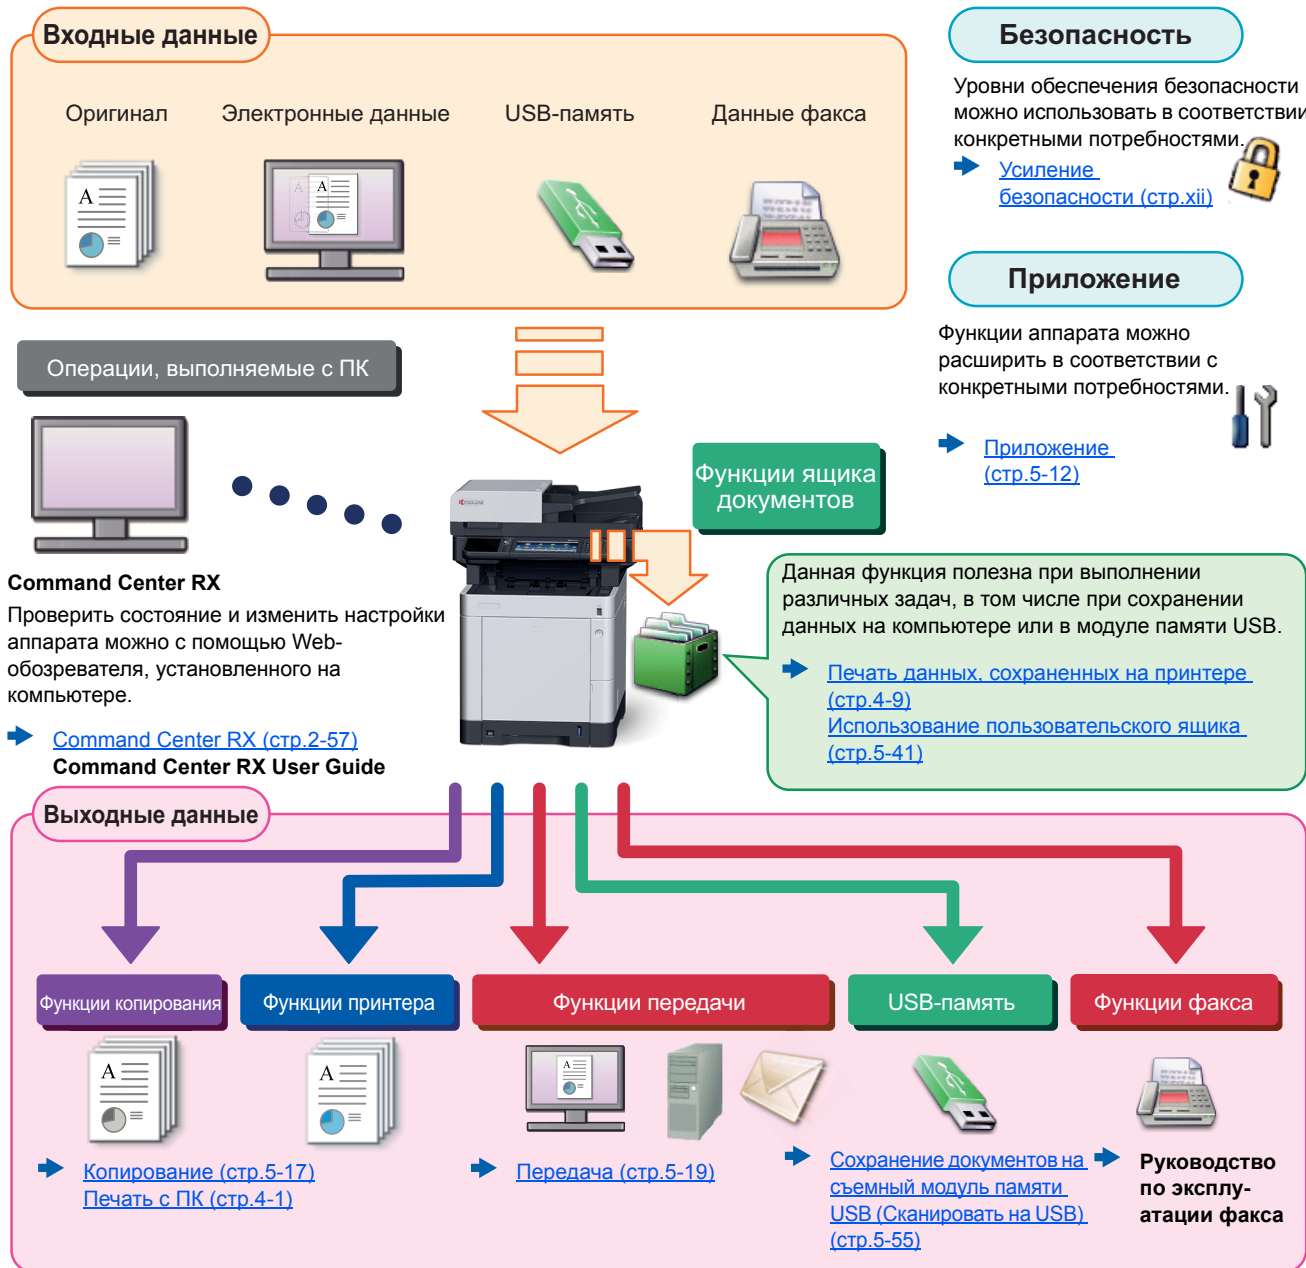 Входные данные
Оригинал
Электронные данные
USB-память
Данные факса
Безопасность
Уровни обеспечения безопасности
можно использовать в соответствии
конкретными потребностями.
Усиление
безопасности (стр.xii)
Приложение
Функции аппарата можно
расширить в соответствии с
конкретными потребностями.
Приложение
(стр.5-12)
Операции, выполняемые с ПК
Command Center RX
Проверить состояние и изменить настройки
аппарата можно с помощью Web-
обозревателя, установленного на
компьютере.
Command Center RX (стр.2-57)
Command Center RX User Guide
Функции ящика
документов
Данная функция полезна при выполнении
различных задач, в том числе при сохранении
данных на компьютере или в модуле памяти USB.
Печать данных, сохраненных на принтере
(стр.4-9)
Использование пользовательского ящика
(стр.5-41)
Выходные данные
Функции копирования
Функции принтера
Функции передачи
USB-память
Функции факса
Копирование (стр.5-17)
Печать с ПК (стр.4-1)
Передача (стр.5-19)
Сохранение документов на
съемный модуль памяти
USB (Сканировать на USB)
(стр.5-55)
Руководство
по эксплу-
атации факса